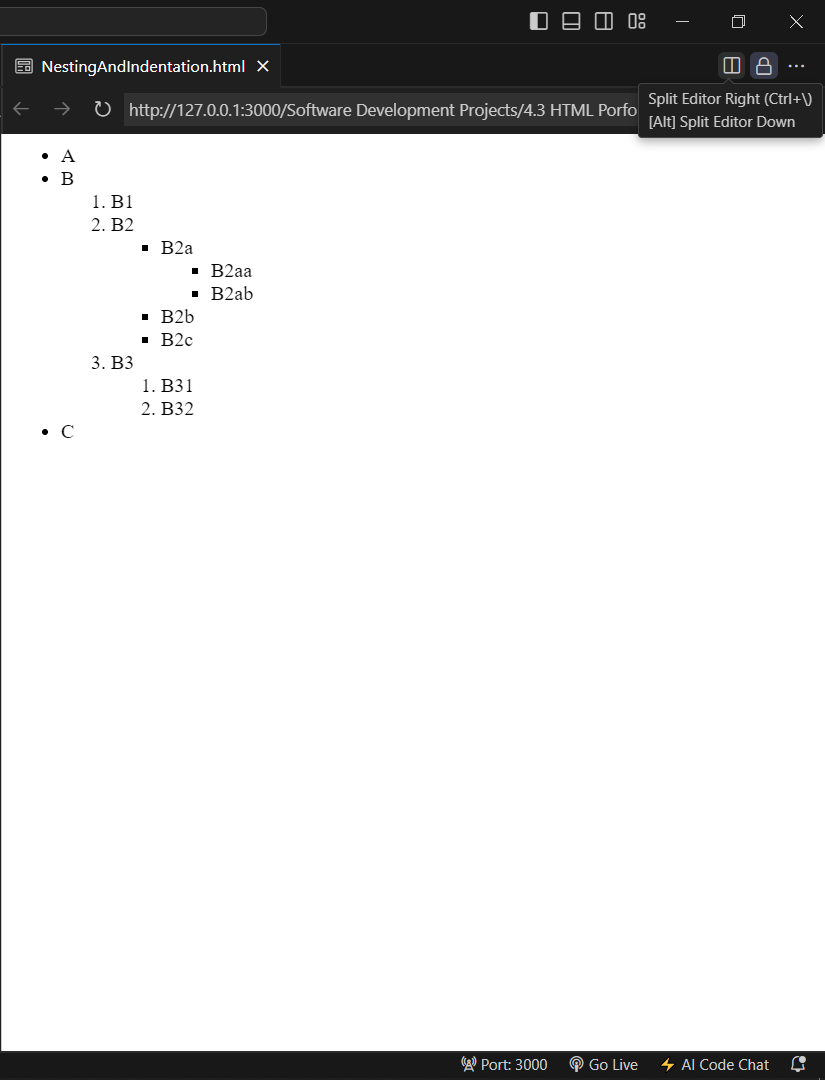 NestingAndIndentation.html
http://127.0.0.1:3000/Software Development Projects/4.3 HTML Porfo
Split Editor Right (Ctrl+\)
[Alt] Split Editor Down
• A
• B
1. B1
2. B2
▪ B2a
▪ B2aa
▪ B2ab
▪ B2b
▪ B2c
3. B3
1. B31
2. B32
• C
Port: 3000 Go Live AI Code Chat